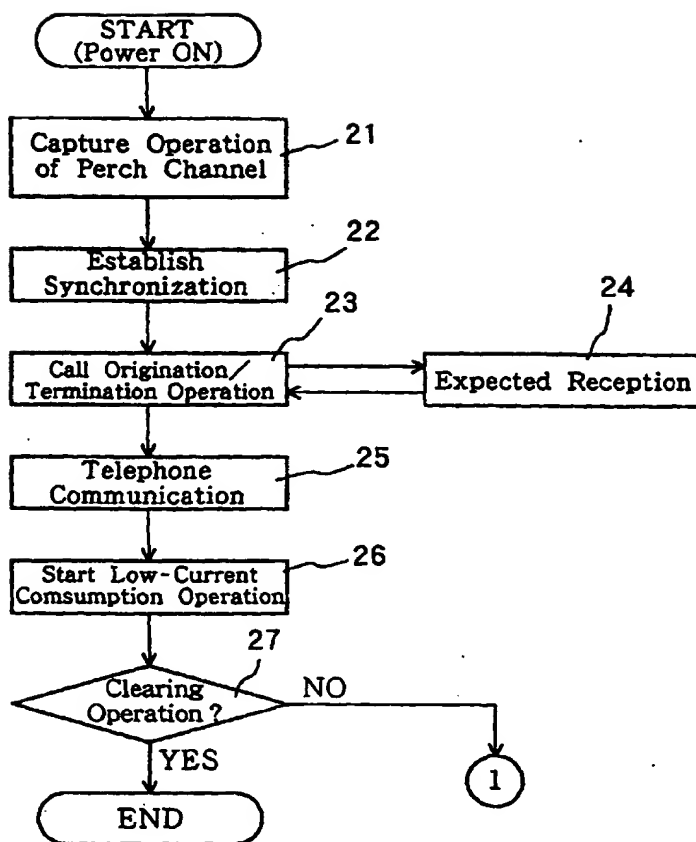 START
(Power ON)
Capture Operation
of Perch Channel
21
Establish
Synchronization
22
Call Origination/
Termination Operation
23
Expected Reception
24
Telephone
Communication
25
Start Low-Current
Comsumption Operation
26
Clearing
Operation?
27
NO
YES
1
END